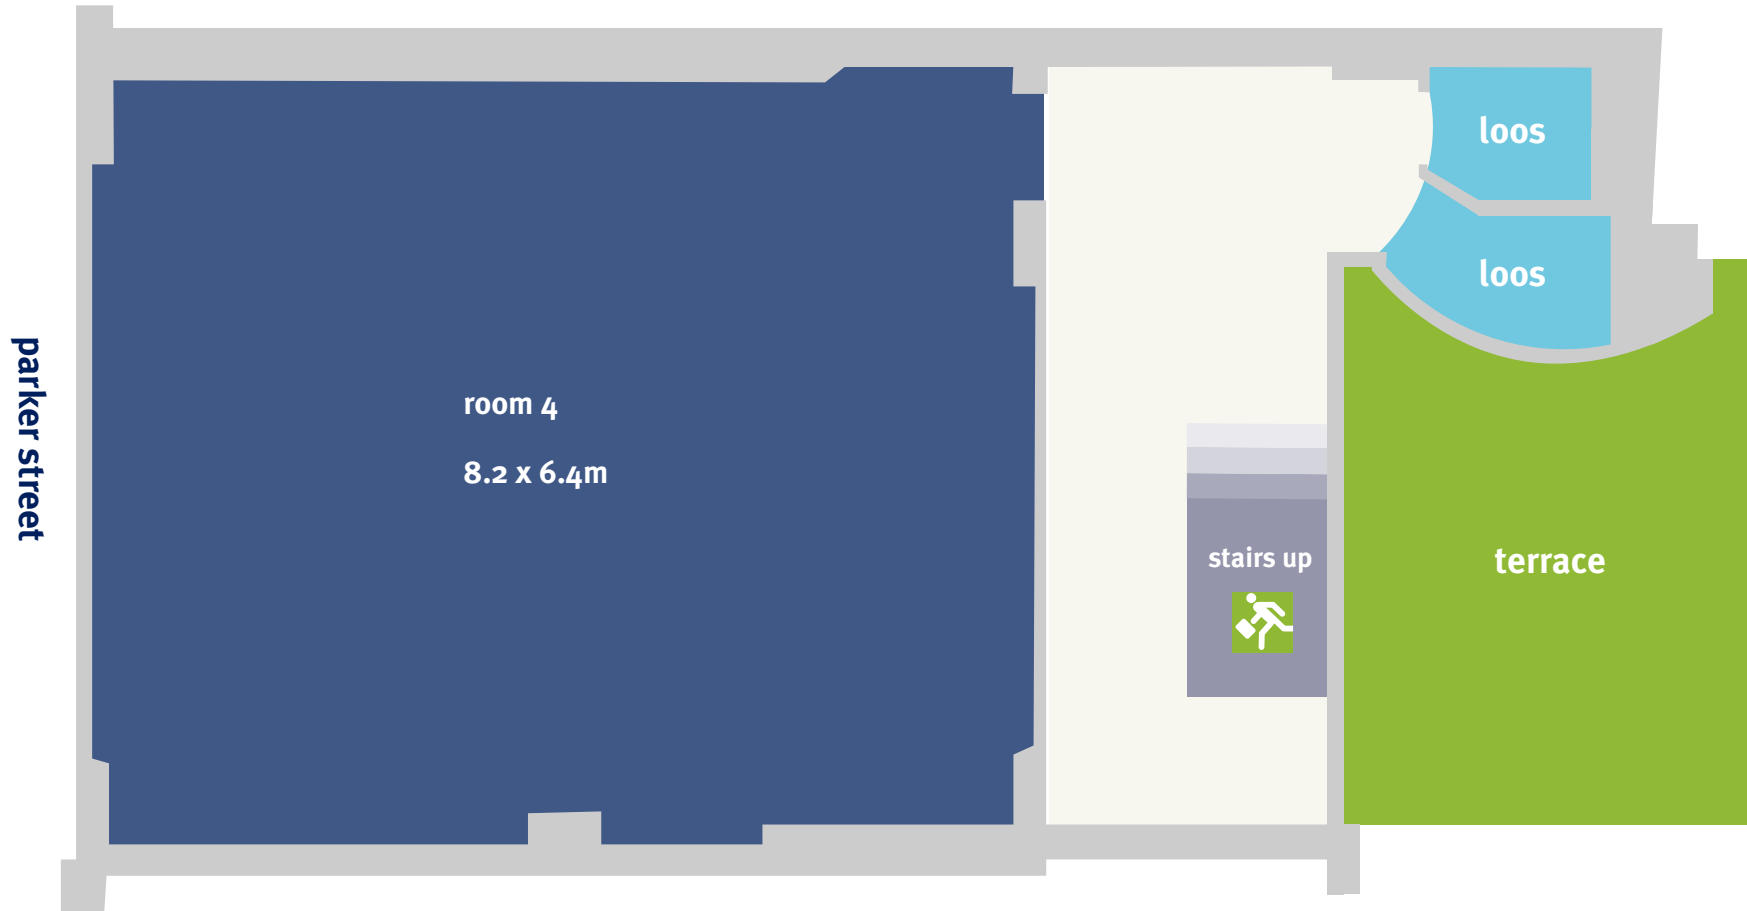 parker street
room 4
8.2 x 6.4m
loos
loos
stairs up
terrace